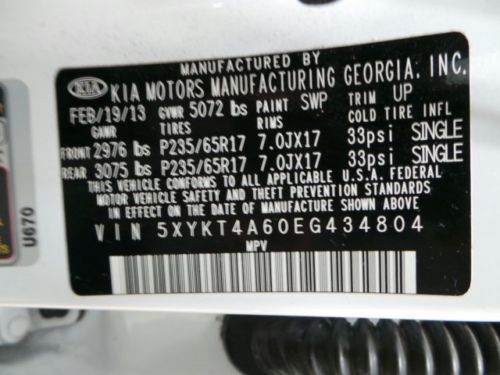 MANUFACTURED BY
KIA KIA MOTORS MANUFACTURING GEORGIA, INC.
FEB/19/13 GVWR 5072 lbs PAINT SWP TRIM UP
GAWR TIRES RIMS COLD TIRE INFL
FRONT 2976 lbs P235/65R17 7.0JX17 33psi SINGLE
REAR 3075 lbs P235/65R17 7.0JX17 33psi SINGLE
THIS VEHICLE CONFORMS TO ALL APPLICABLE U.S.A. FEDERAL
MOTOR VEHICLE SAFETY AND THEFT PREVENTION STANDARDS
IN EFFECT ON THE DATE OF MANUFACTURE SHOWN ABOVE
VIN 5XYKT4A60EG434804
MPV
U670